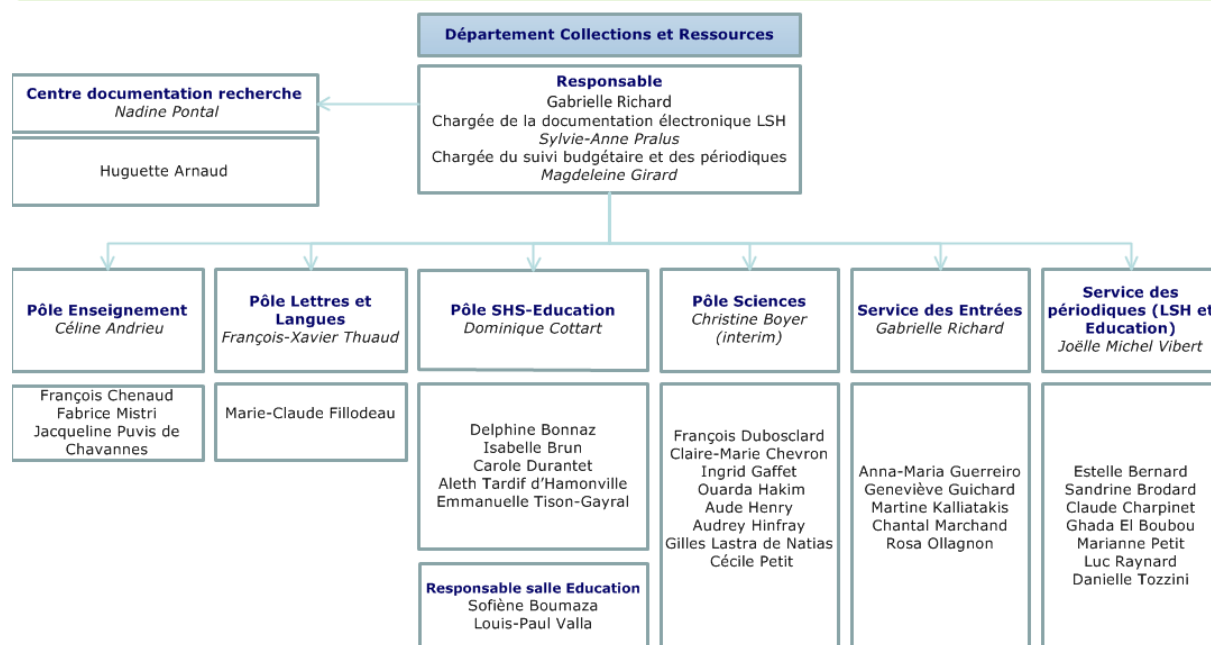 Département Collections et Ressources
Responsable
Gabrielle Richard
Chargée de la documentation électronique LSH
Sylvie-Anne Pralus
Chargée du suivi budgétaire et des périodiques
Magdeleine Girard
Centre documentation recherche
Nadine Pontal
Huguette Arnaud
Pôle Enseignement
Céline Andrieu
François Chenaud
Fabrice Mistri
Jacqueline Puvis de
Chavannes
Pôle Lettres et
Langues
François-Xavier Thuaud
Marie-Claude Fillodeau
Pôle SHS-Education
Dominique Cottart
Delphine Bonnaz
Isabelle Brun
Carole Durantet
Aleth Tardif d'Hamonville
Emmanuelle Tison-Gayral
Responsable salle Education
Sofiène Boumaza
Louis-Paul Valla
Pôle Sciences
Christine Boyer
(interim)
François Dubosclard
Claire-Marie Chevron
Ingrid Gaffet
Ouarda Hakim
Aude Henry
Audrey Hinfray
Gilles Lastra de Natias
Cécile Petit
Service des Entrées
Gabrielle Richard
Anna-Maria Guerreiro
Geneviève Guichard
Martine Kalliatakis
Chantal Marchand
Rosa Ollagnon
Service des
périodiques (LSH et
Education)
Joëlle Michel Vibert
Estelle Bernard
Sandrine Brodard
Claude Charpinet
Ghada El Boubou
Marianne Petit
Luc Raynard
Danielle Tozzini